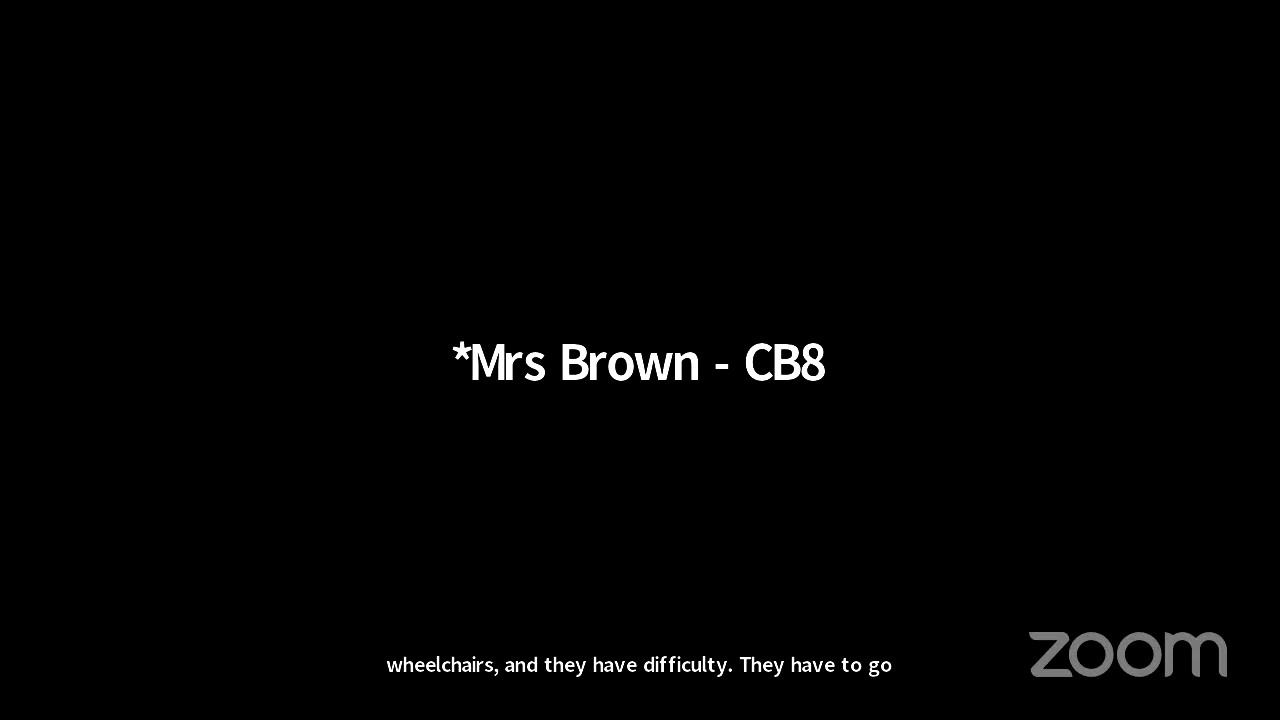 *Mrs Brown - CB8
wheelchairs, and they have difficulty. They have to go
zoom